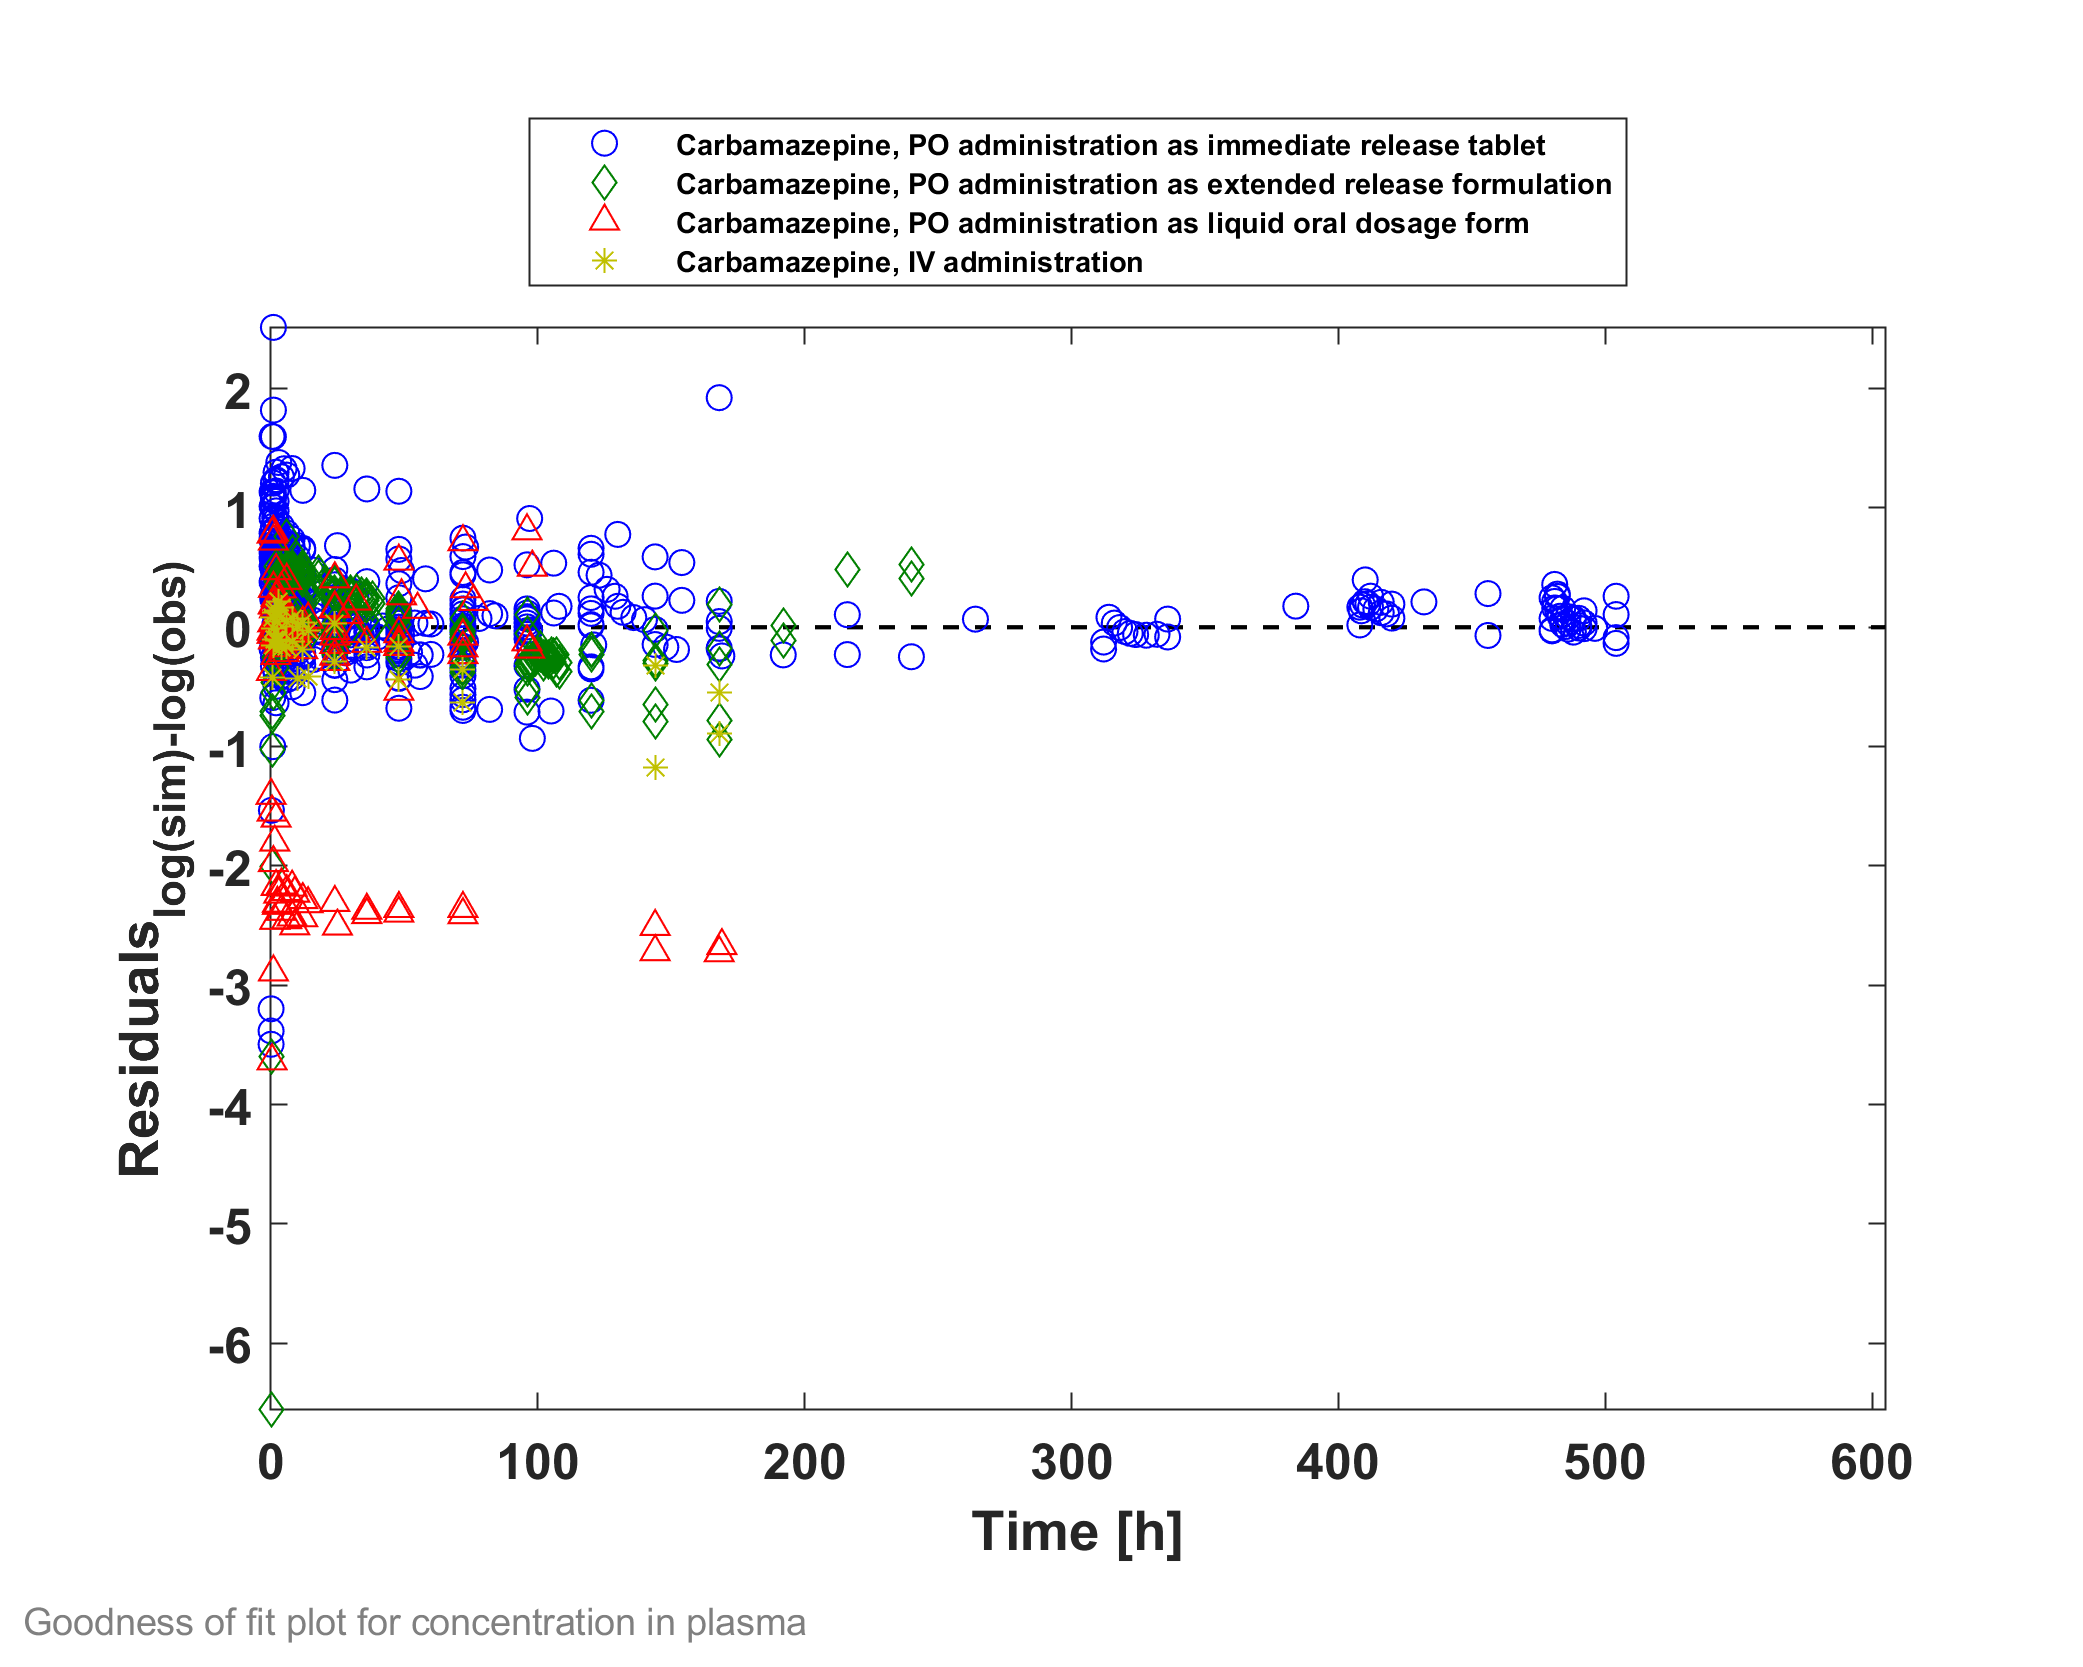 Carbamazepine, PO administration as immediate release tablet
Carbamazepine, PO administration as extended release formulation
Carbamazepine, PO administration as liquid oral dosage form
Carbamazepine, IV administration
2
1
0
-1
-2
-3
-4
-5
-6
Residuals log(sim)-log(obs)
0 100 200 300 400 500 600
Time [h]
Goodness of fit plot for concentration in plasma